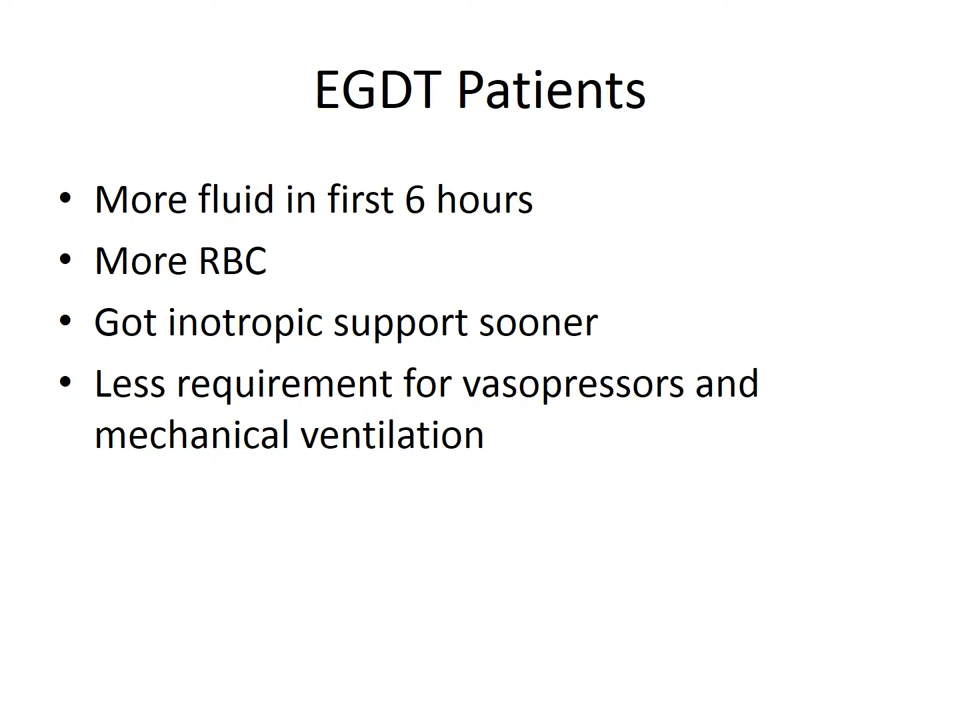 EGDT Patients
• More fluid in first 6 hours
• More RBC
• Got inotropic support sooner
• Less requirement for vasopressors and
mechanical ventilation